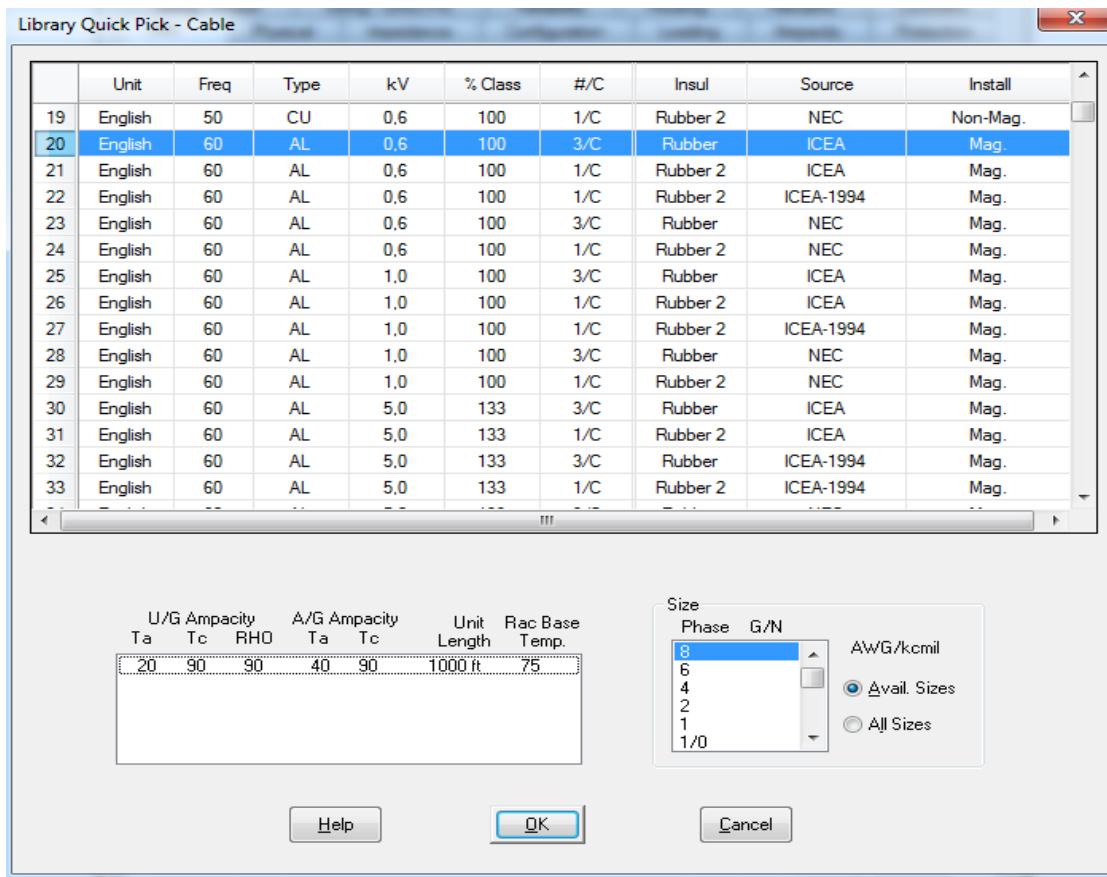 Library Quick Pick - Cable
Unit Freq Type kV % Class #/C Insul Source Install
19 English 50 CU 0,6 100 1/C Rubber 2 NEC Non-Mag.
20 English 60 AL 0,6 100 3/C Rubber ICEA Mag.
21 English 60 AL 0,6 100 1/C Rubber 2 ICEA Mag.
22 English 60 AL 0,6 100 1/C Rubber 2 ICEA-1994 Mag.
23 English 60 AL 0,6 100 3/C Rubber NEC Mag.
24 English 60 AL 0,6 100 1/C Rubber 2 NEC Mag.
25 English 60 AL 1,0 100 3/C Rubber ICEA Mag.
26 English 60 AL 1,0 100 1/C Rubber 2 ICEA Mag.
27 English 60 AL 1,0 100 1/C Rubber 2 ICEA-1994 Mag.
28 English 60 AL 1,0 100 3/C Rubber NEC Mag.
29 English 60 AL 1,0 100 1/C Rubber 2 NEC Mag.
30 English 60 AL 5,0 133 3/C Rubber ICEA Mag.
31 English 60 AL 5,0 133 1/C Rubber 2 ICEA Mag.
32 English 60 AL 5,0 133 3/C Rubber ICEA-1994 Mag.
33 English 60 AL 5,0 133 1/C Rubber 2 ICEA-1994 Mag.
U/G Ampacity A/G Ampacity Unit Rac Base
Ta Tc RHO Ta Tc Length Temp.
20 90 90 40 90 1000 ft 75
Size
Phase G/N
AWG/kcmil
8
6
4
2
1
1/0
Avail. Sizes
All Sizes
Help OK Cancel